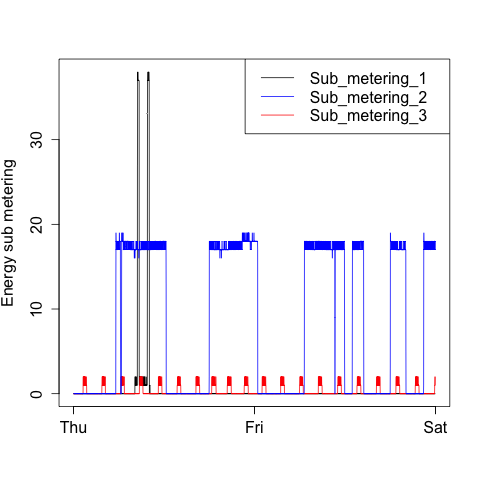 Sub_metering_1
Sub_metering_2
Sub_metering_3
Energy sub metering
30
20
10
0
Thu Fri Sat